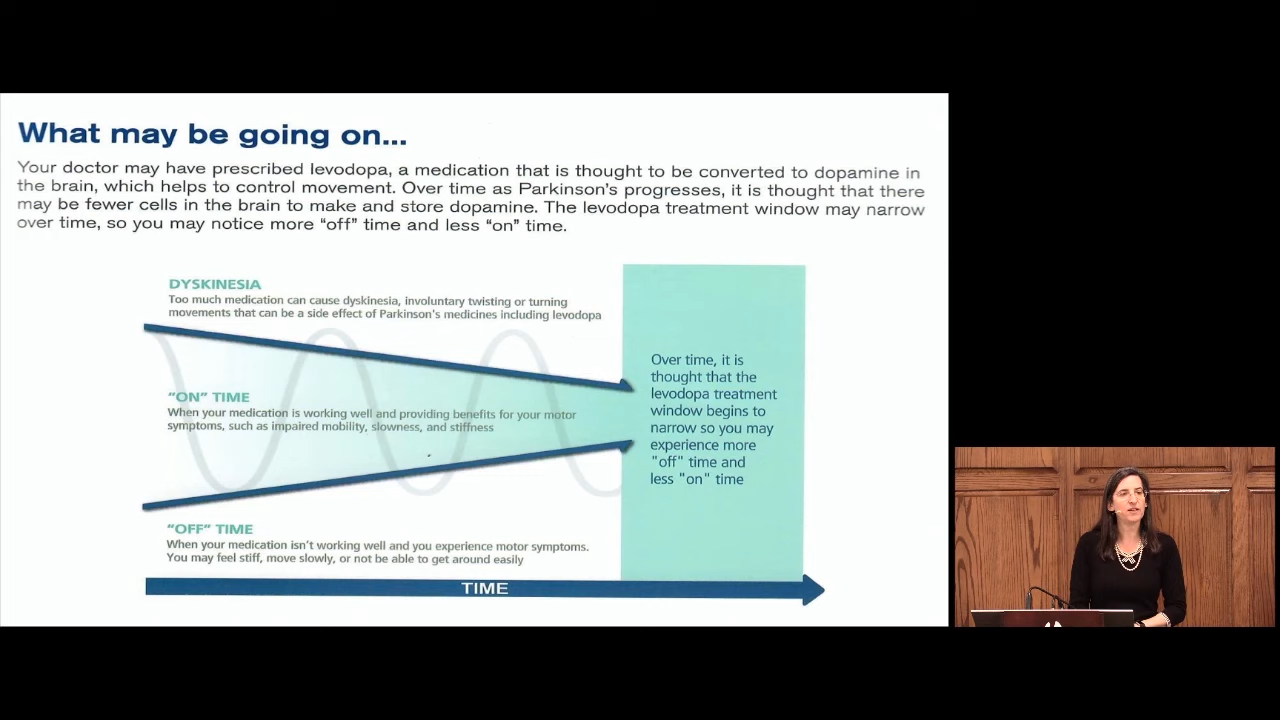 What may be going on...
Your doctor may have prescribed levodopa, a medication that is thought to be converted to dopamine in
the brain, which helps to control movement. Over time as Parkinson's progresses, it is thought that there
may be fewer cells in the brain to make and store dopamine. The levodopa treatment window may narrow
over time, so you may notice more “off” time and less “on” time.
DYSKINESIA
Too much medication can cause dyskinesia, involuntary twisting or turning
movements that can be a side effect of Parkinson's medicines including levodopa
“ON” TIME
When your medication is working well and providing benefits for your motor
symptoms, such as impaired mobility, slowness, and stiffness
“OFF” TIME
When your medication isn't working well and you experience motor symptoms.
You may feel stiff, move slowly, or not be able to get around easily
Over time, it is
thought that the
levodopa treatment
window begins to
narrow so you may
experience more
"off" time and
less "on" time
TIME